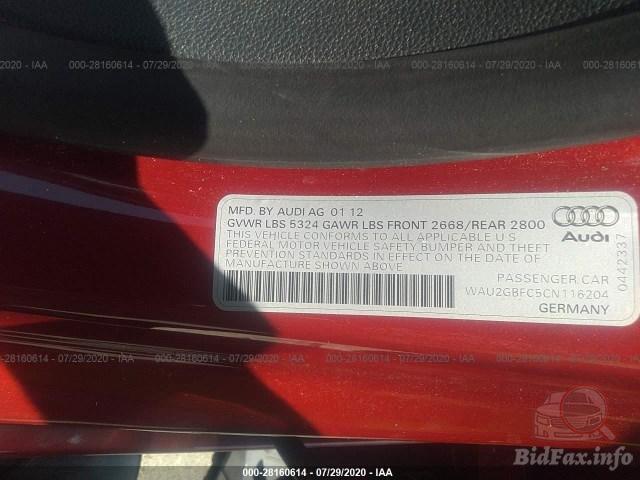 /2020 - IAA 000-28160614 - 07/29/2020 - IAA 000-28160614 - 07/29/2020 - IAA 000-28160614
MFD. BY AUDI AG 01 12
GVWR LBS 5324 GAWR LBS FRONT 2668/REAR 2800
THIS VEHICLE CONFORMS TO ALL APPLICABLE U S
FEDERAL MOTOR VEHICLE SAFETY BUMPER AND THEFT
PREVENTION STANDARDS IN EFFECT ON THE DATE OF
MANUFACTURE SHOWN ABOVE
Audi
0442337
PASSENGER CAR
WAU2GBFC5CN116204
GERMANY
/2020 - IAA 000-28160614 - 07/29/2020 - IAA 000-28160614 - 07/29/2020 - IAA 000-28160614
BidFax.info
000-28160614 - 07/29/2020 - IAA